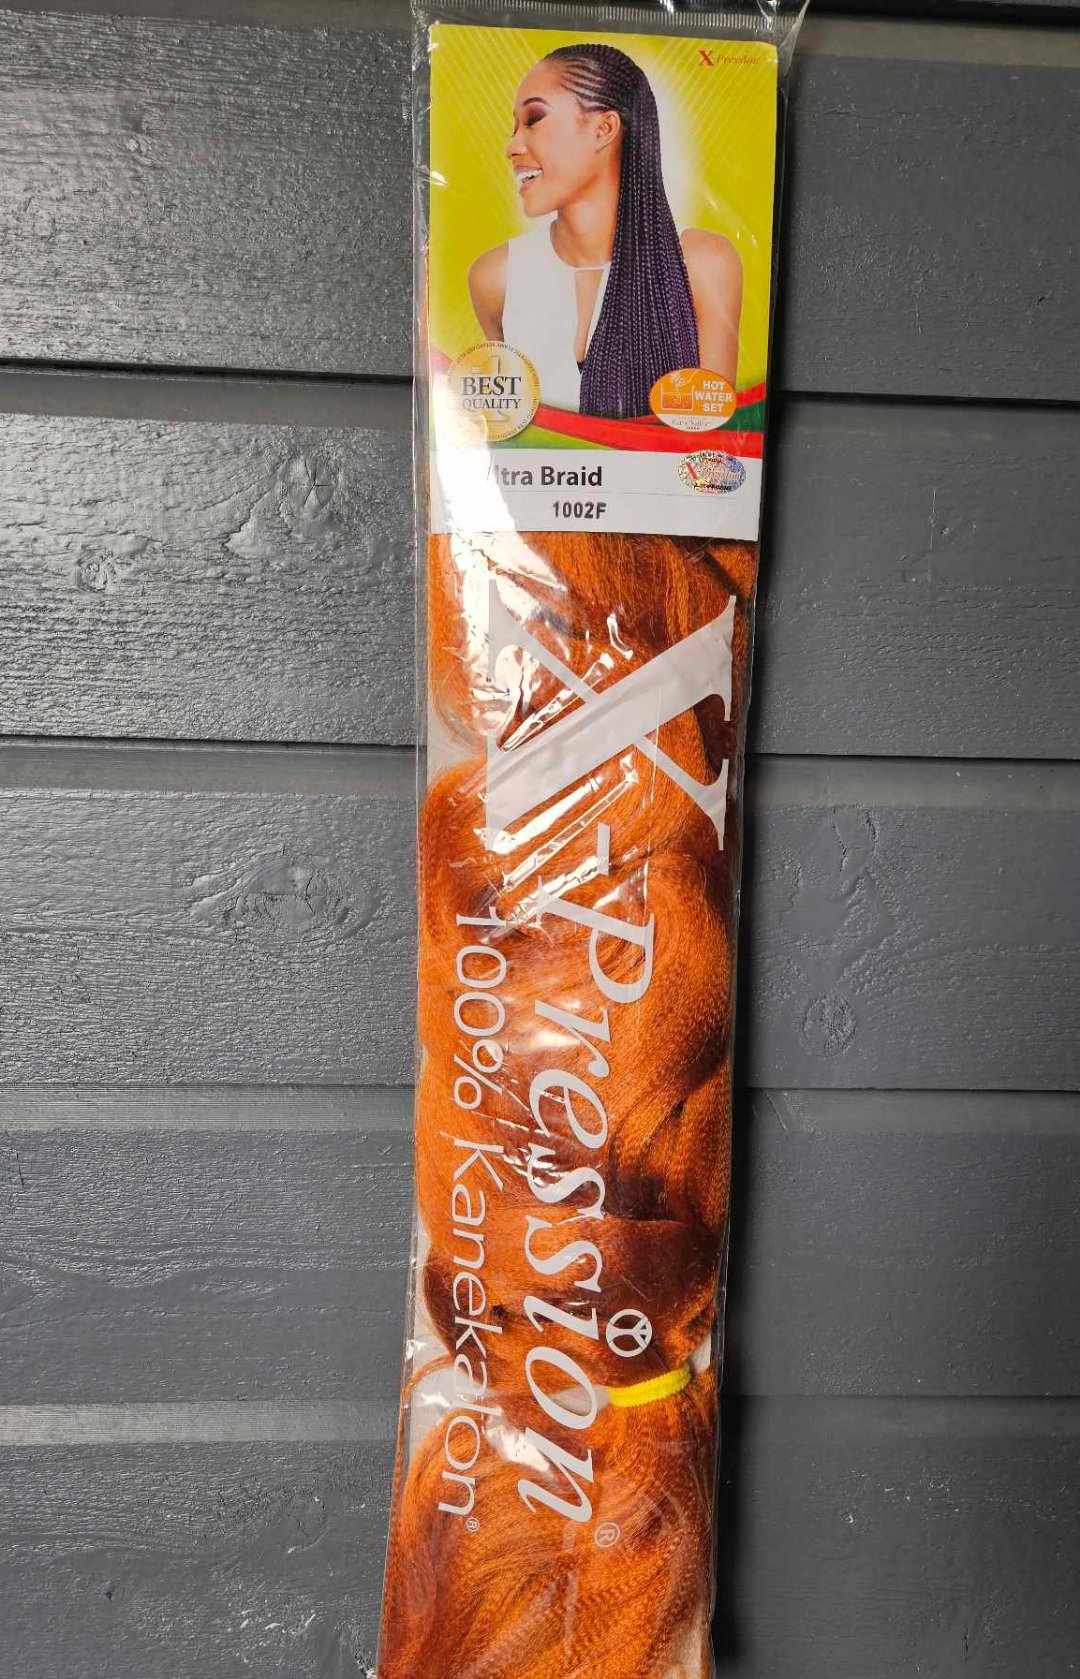 X-Pression
BEST
QUALITY
HOT
WATER
SET
ltra Braid
1002F
X-Pression®
100% Kanekalon®